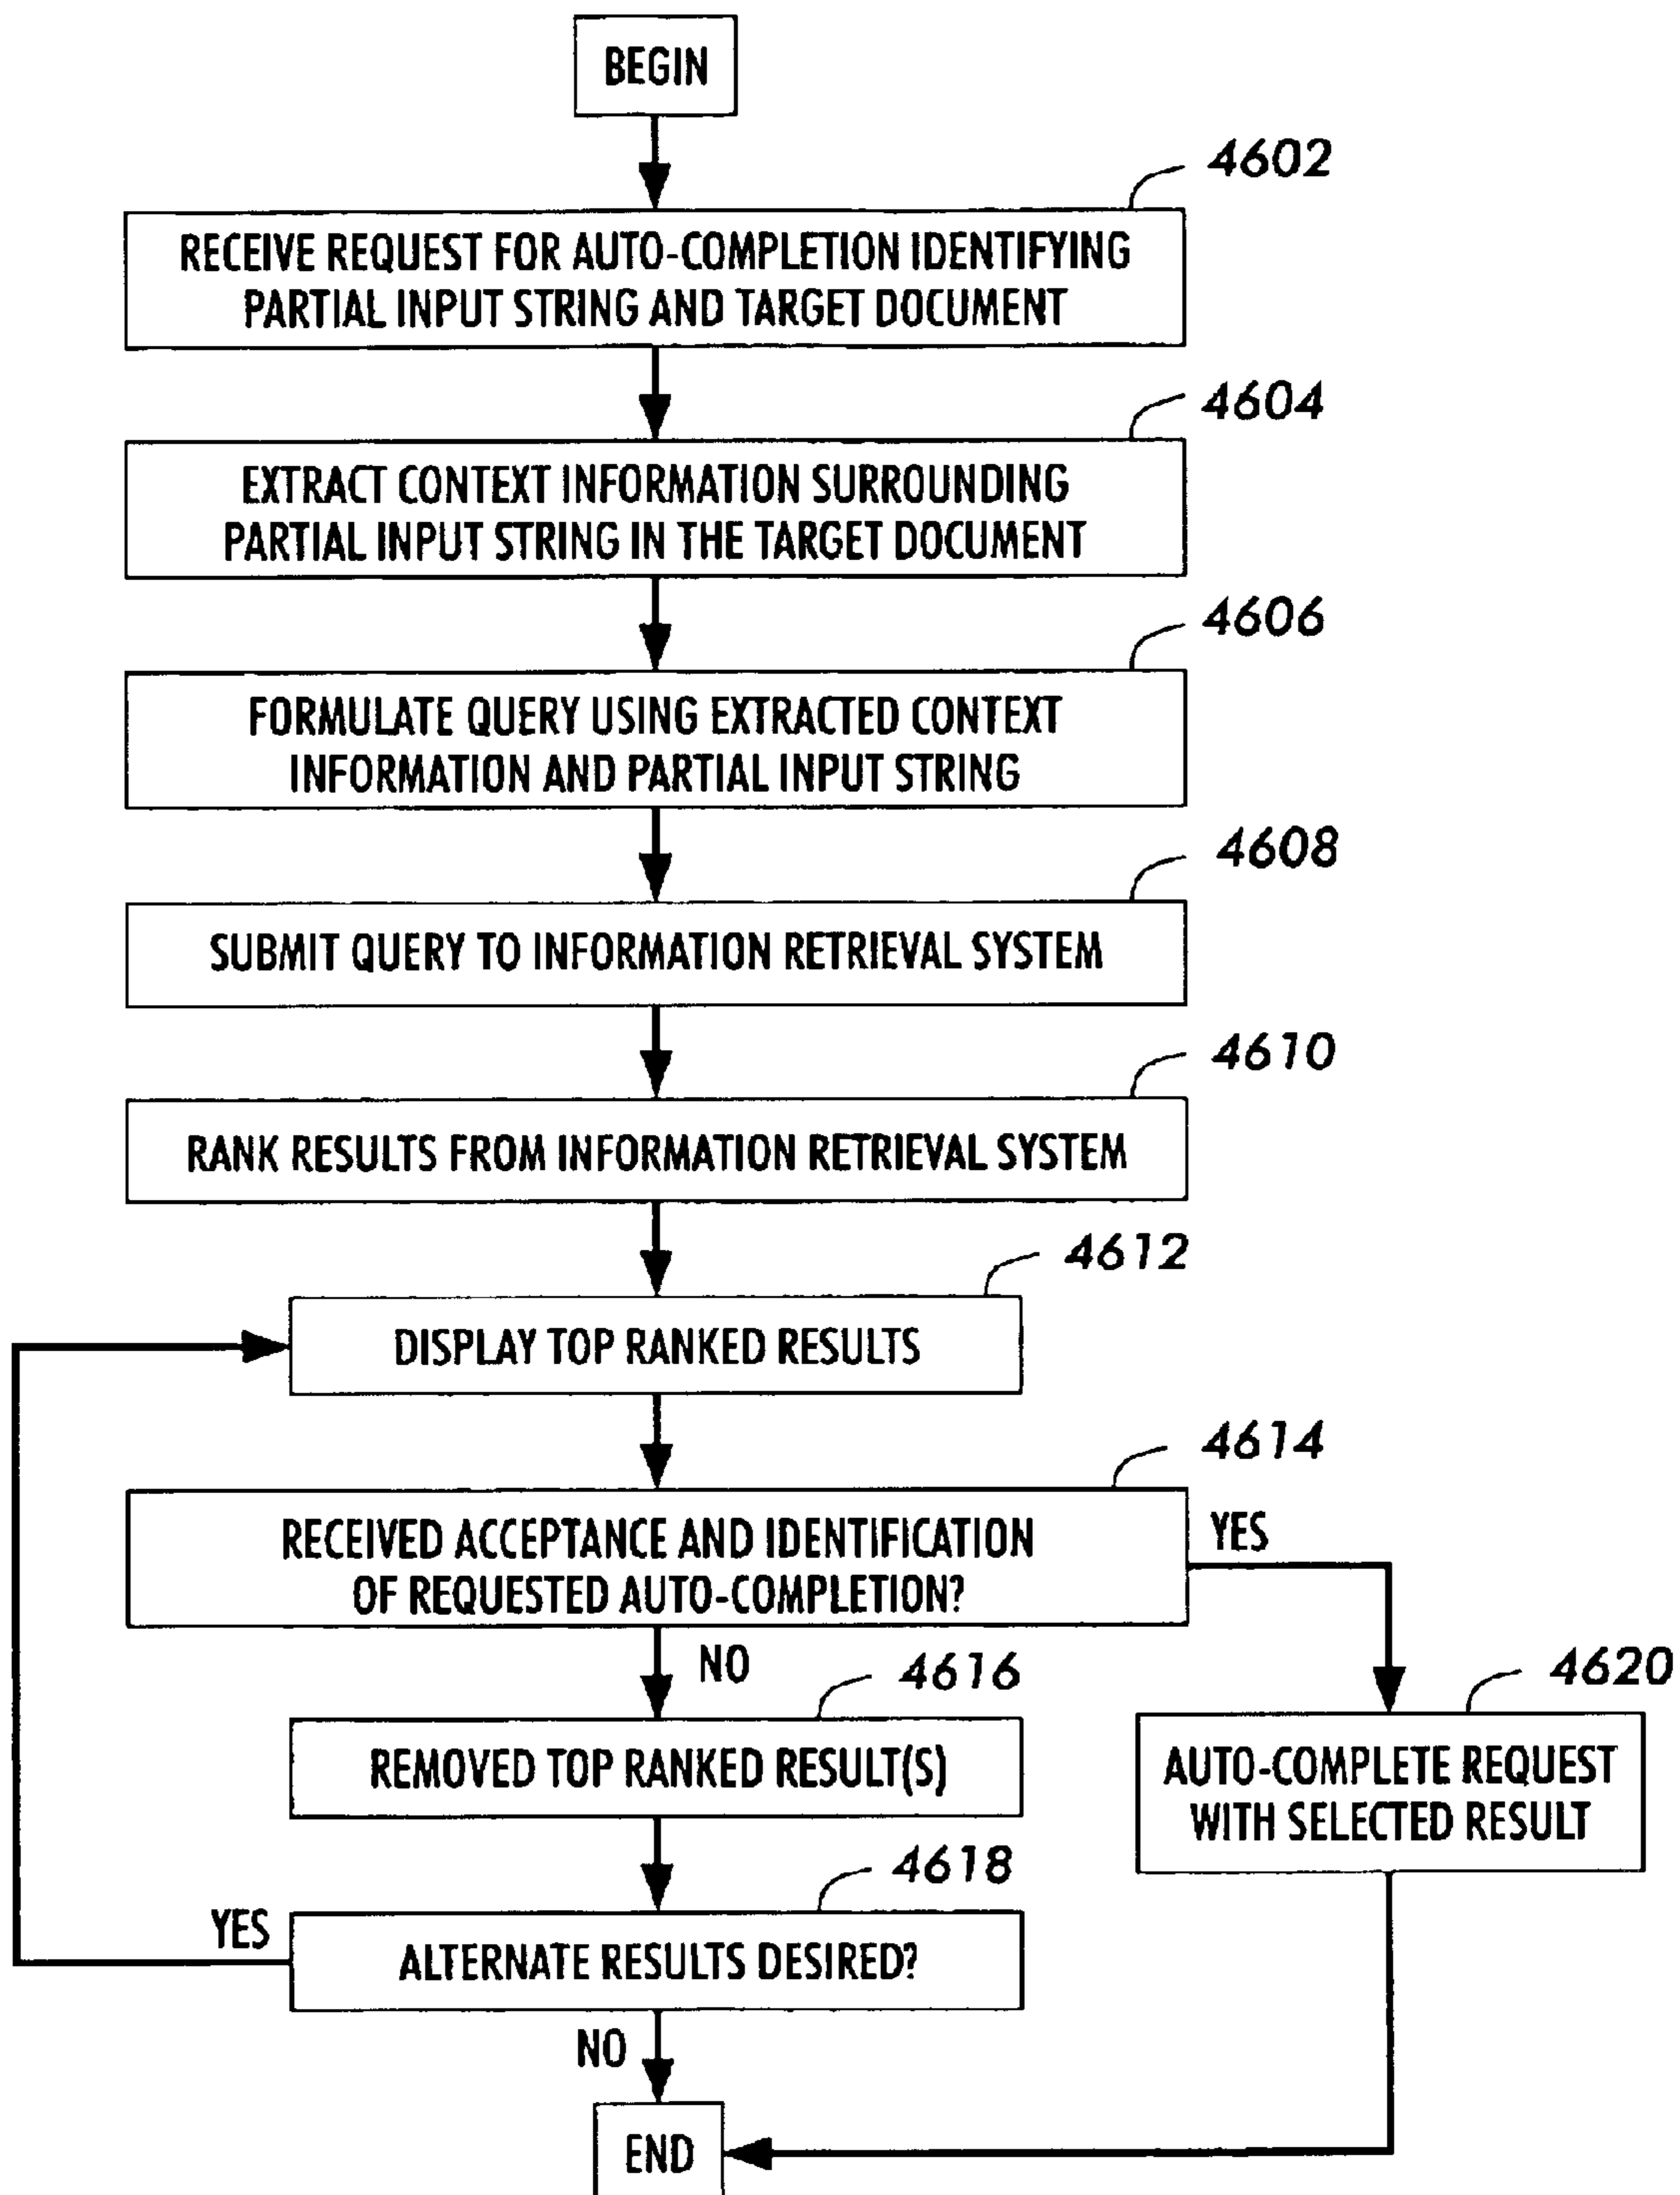 BEGIN
4602
RECEIVE REQUEST FOR AUTO-COMPLETION IDENTIFYING
PARTIAL INPUT STRING AND TARGET DOCUMENT
4604
EXTRACT CONTEXT INFORMATION SURROUNDING
PARTIAL INPUT STRING IN THE TARGET DOCUMENT
4606
FORMULATE QUERY USING EXTRACTED CONTEXT
INFORMATION AND PARTIAL INPUT STRING
4608
SUBMIT QUERY TO INFORMATION RETRIEVAL SYSTEM
4610
RANK RESULTS FROM INFORMATION RETRIEVAL SYSTEM
4612
DISPLAY TOP RANKED RESULTS
4614
RECEIVED ACCEPTANCE AND IDENTIFICATION
OF REQUESTED AUTO-COMPLETION?
YES
NO
4616
REMOVED TOP RANKED RESULT(S)
4620
AUTO-COMPLETE REQUEST
WITH SELECTED RESULT
4618
YES
ALTERNATE RESULTS DESIRED?
NO
END